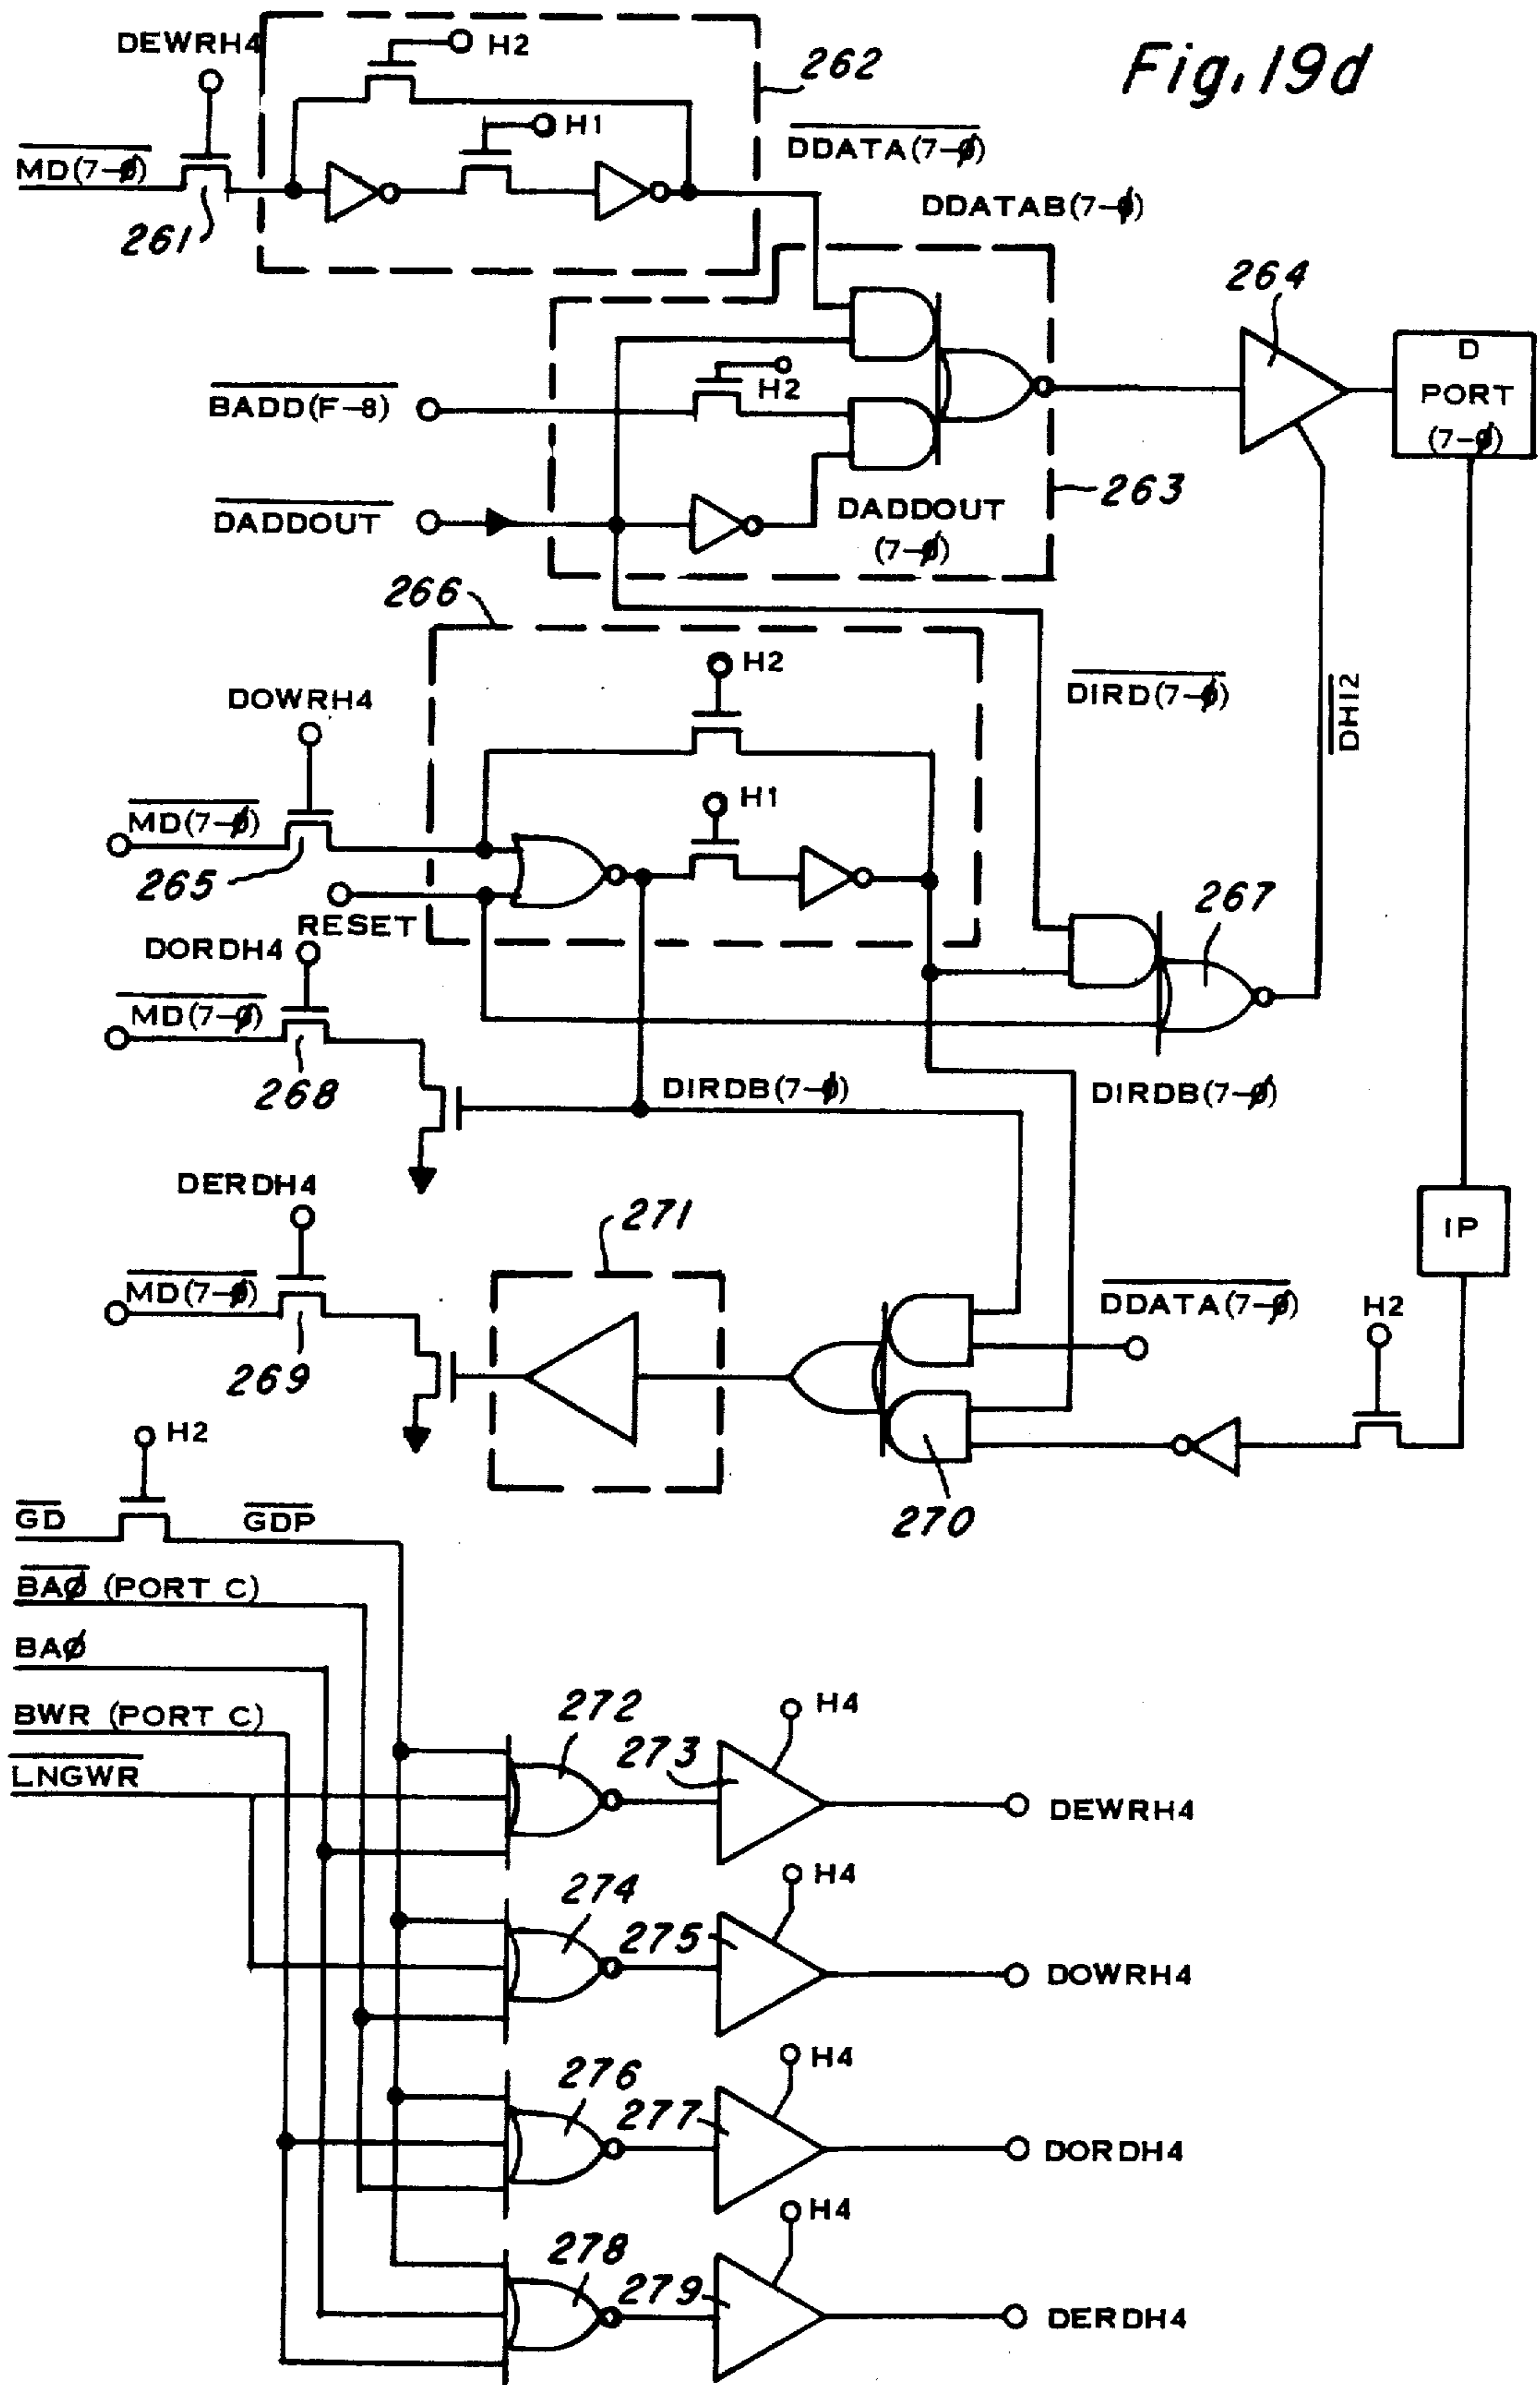 Fig. 19d
DEWRH4
H2
262
H1
MD(7-∅)
261
DDATA(7-∅)
DDATAB(7-∅)
264
D
PORT
(7-∅)
H2
BADD(F-8)
263
DADDOUT
DADDOUT
(7-∅)
266
H2
DIRD(7-∅)
DHI2
DOWRH4
H1
MD(7-∅)
265
267
RESET
DORDH4
MD(7-∅)
268
DIRDB(7-∅)
DIRDB(7-∅)
DERDH4
271
IP
MD(7-∅)
DDATA(7-∅)
H2
269
270
H2
GD
GDP
BA∅ (PORT C)
BA∅
BWR (PORT C)
LNGWR
272
273
H4
DEWRH4
274
275
H4
DOWRH4
276
277
H4
DORDH4
278
279
H4
DERDH4